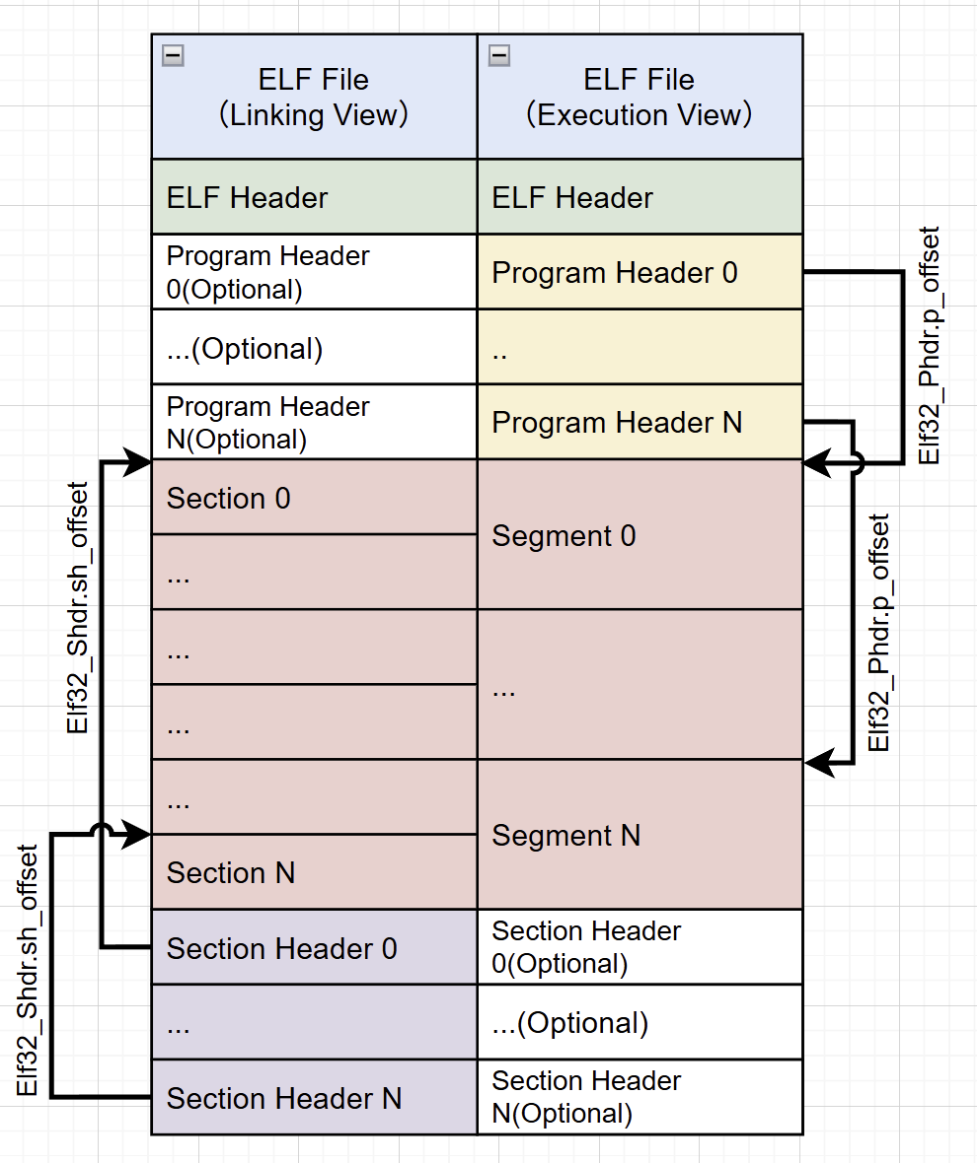 ELF File
（Linking View）
ELF File
（Execution View）
ELF Header
ELF Header
Program Header
0(Optional)
Program Header 0
...(Optional)
..
Program Header
N(Optional)
Program Header N
Section 0
Segment 0
...
...
...
...
...
Segment N
Section N
Section Header 0
Section Header
0(Optional)
...
...(Optional)
Section Header N
Section Header
N(Optional)
Elf32_Shdr.sh_offset
Elf32_Shdr.sh_offset
Elf32_Phdr.p_offset
Elf32_Phdr.p_offset